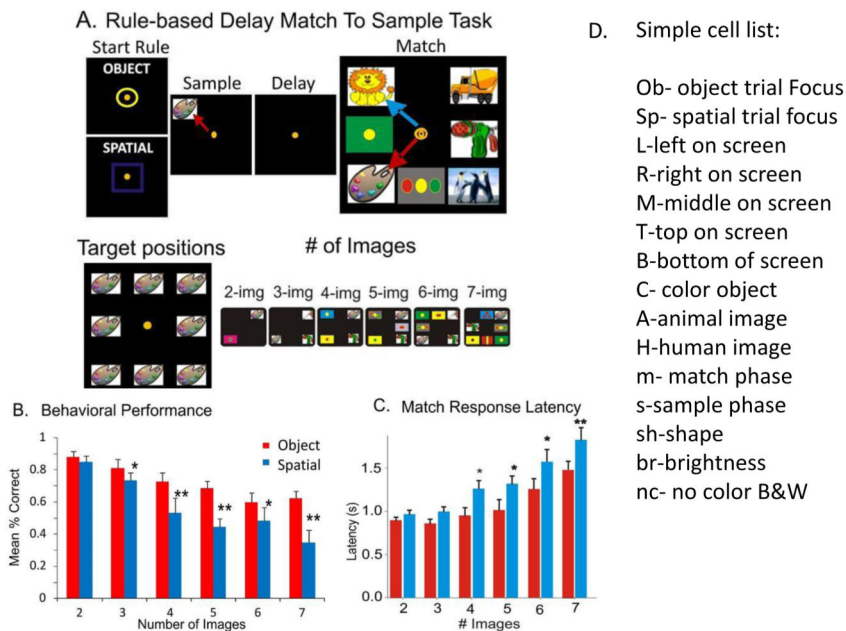 A. Rule-based Delay Match To Sample Task
Start Rule
OBJECT
SPATIAL
Sample
Delay
Match
Target positions
# of Images
2-img 3-img 4-img 5-img 6-img 7-img
B. Behavioral Performance
Mean % Correct
1
0.8
0.6
0.4
0.2
0
Object
Spatial
*
**
**
*
**
2 3 4 5 6 7
Number of Images
C. Match Response Latency
Latency (s)
1.5
1.0
0.0
*
*
*
**
2 3 4 5 6 7
# Images
D. Simple cell list:
Ob- object trial Focus
Sp- spatial trial focus
L-left on screen
R-right on screen
M-middle on screen
T-top on screen
B-bottom of screen
C- color object
A-animal image
H-human image
m- match phase
s-sample phase
sh-shape
br-brightness
nc- no color B&W